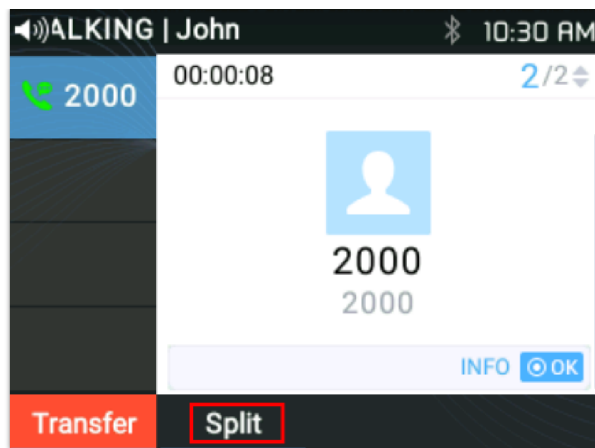 ALKING | John 10:30 AM
2000 00:00:08 2/2
2000
2000
INFO OK
Transfer Split